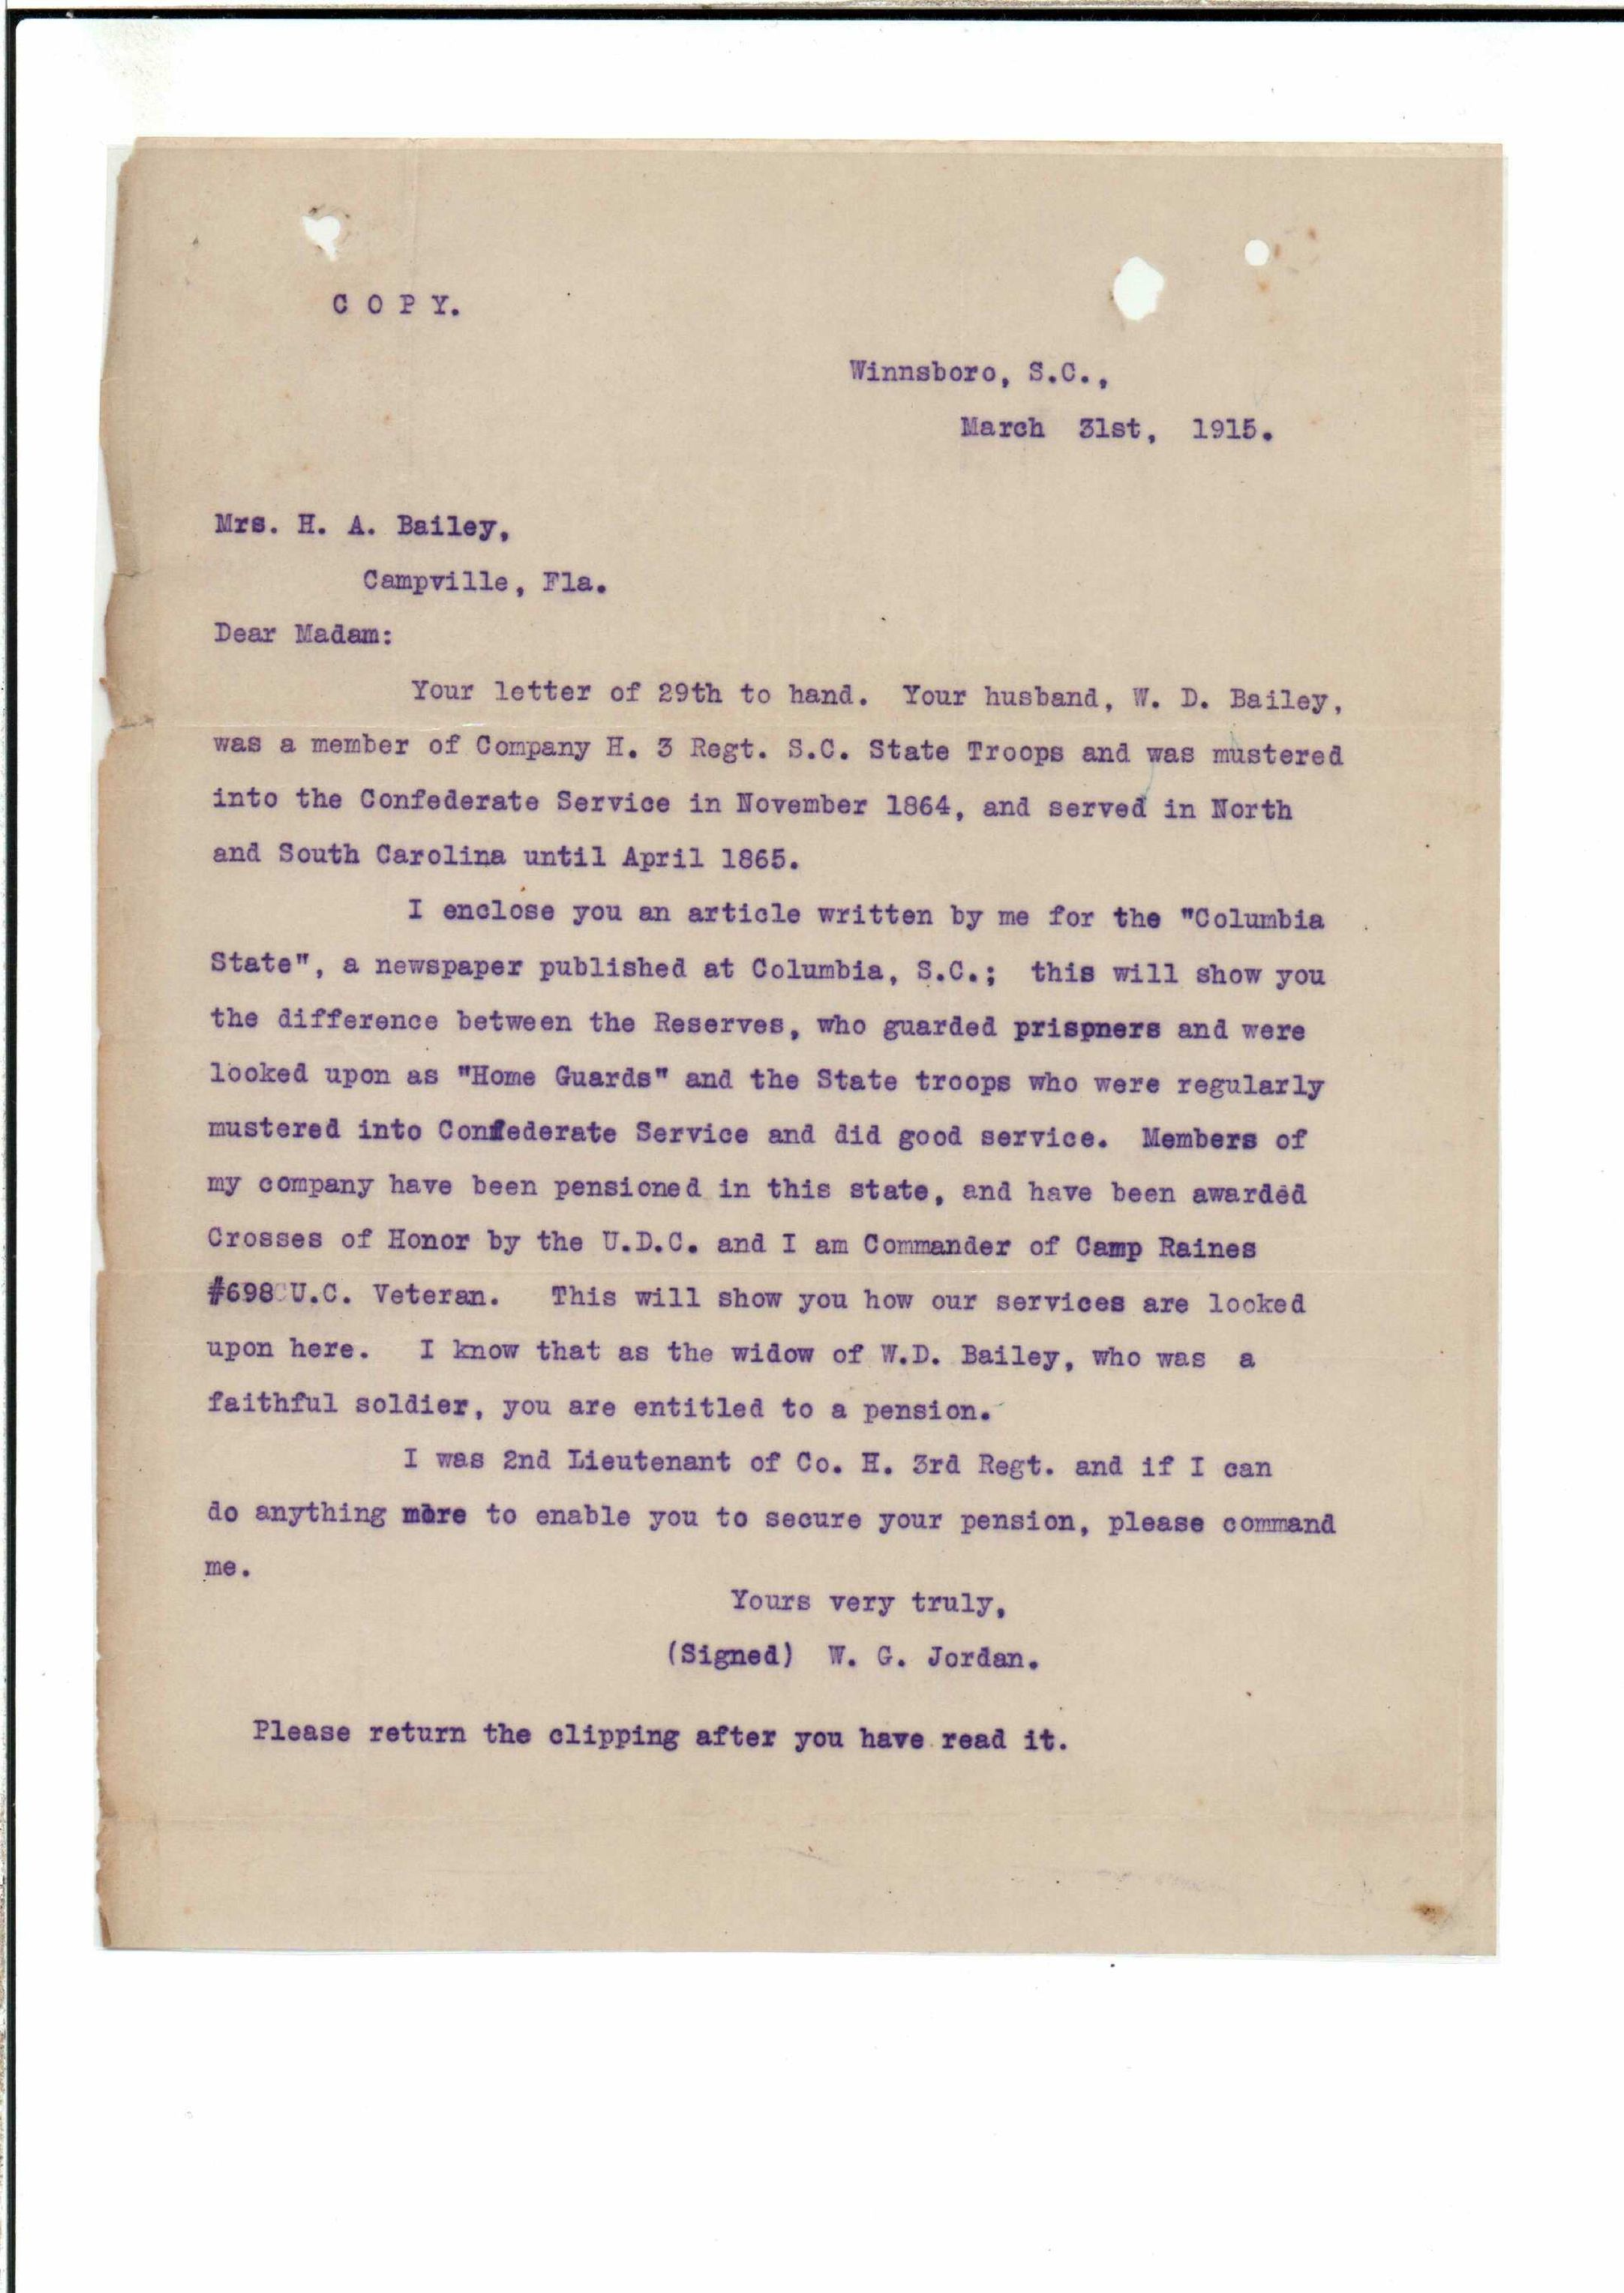 C O P Y.
Winnsboro, S.C.,
March 31st, 1915.
Mrs. H. A. Bailey,
Campville, Fla.
Dear Madam:
Your letter of 29th to hand. Your husband, W. D. Bailey,
was a member of Company H. 3 Regt. S.C. State Troops and was mustered
into the Confederate Service in November 1864, and served in North
and South Carolina until April 1865.
I enclose you an article written by me for the "Columbia
State", a newspaper published at Columbia, S.C.; this will show you
the difference between the Reserves, who guarded prispners and were
looked upon as "Home Guards" and the State troops who were regularly
mustered into Confederate Service and did good service. Members of
my company have been pensioned in this state, and have been awarded
Crosses of Honor by the U.D.C. and I am Commander of Camp Raines
#698 U.C. Veteran. This will show you how our services are looked
upon here. I know that as the widow of W.D. Bailey, who was a
faithful soldier, you are entitled to a pension.
I was 2nd Lieutenant of Co. H. 3rd Regt. and if I can
do anything more to enable you to secure your pension, please command
me.
Yours very truly,
(Signed) W. G. Jordan.
Please return the clipping after you have read it.